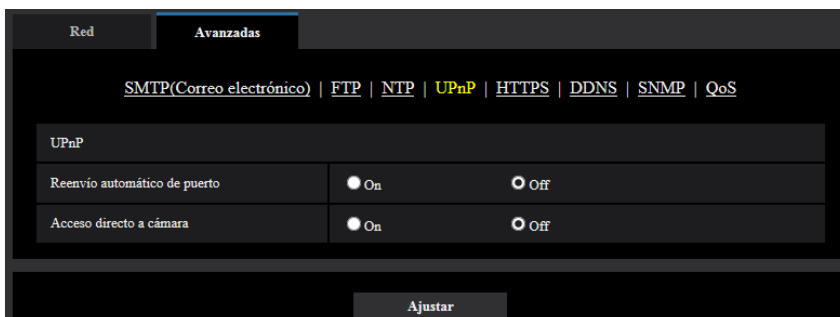 Red Avanzadas
SMTP(Correo electrónico) | FTP | NTP | UPnP | HTTPS | DDNS | SNMP | QoS
UPnP
Reenvío automático de puerto On Off
Acceso directo a cámara On Off
Ajustar